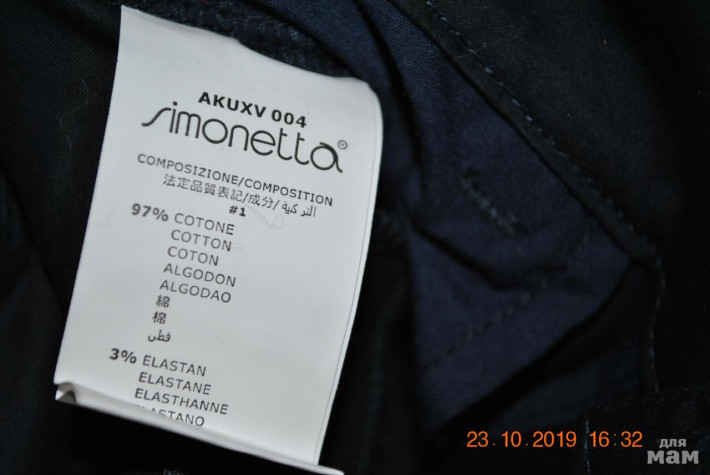 AKUXV 004
simonetta®
COMPOSIZIONE/COMPOSITION
法定品質表記/成分/ التركية
#1
97% COTONE
COTTON
COTON
ALGODON
ALGODAO
綿
棉
قطن
3% ELASTAN
ELASTANE
ELASTHANNE
ELASTANO
23.10.2019 16:32
для
мам